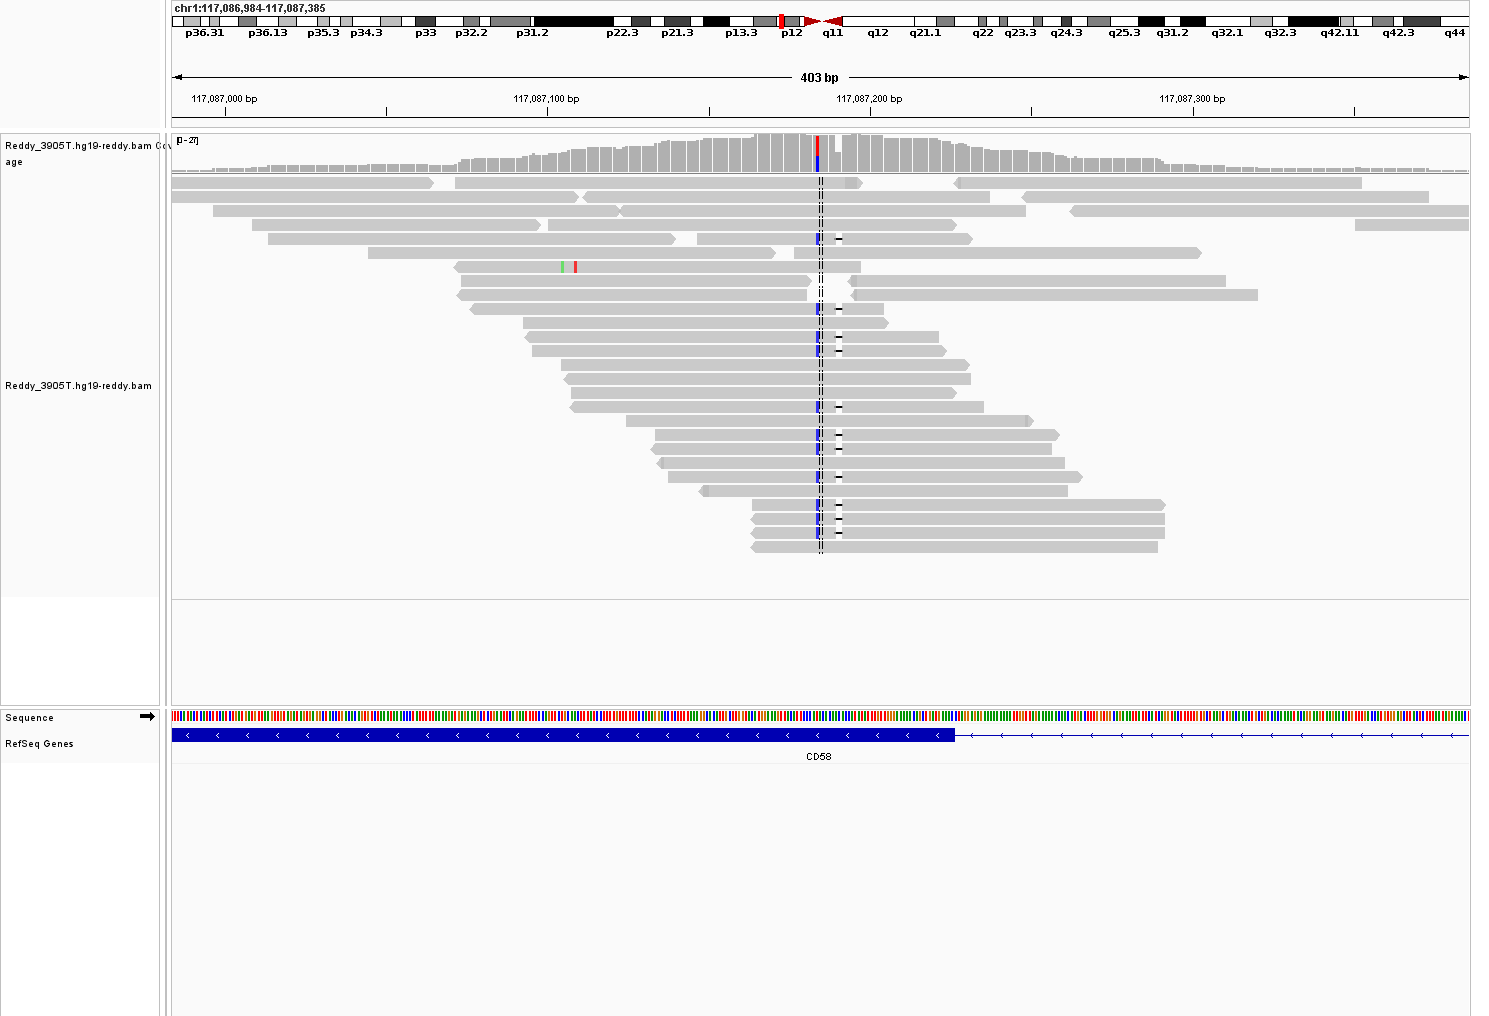 chr1:117,086,984-117,087,385
p36.31 p36.13 p35.3 p34.3 p33 p32.2 p31.2 p22.3 p21.3 p13.3 p12 q11 q12 q21.1 q22 q23.3 q24.3 q25.3 q31.2 q32.1 q32.3 q42.11 q42.3 q44
403 bp
117,087,000 bp 117,087,100 bp 117,087,200 bp 117,087,300 bp
Reddy_3905T.hg19-reddy.bam Cov
age
[0 - 27]
Reddy_3905T.hg19-reddy.bam
Sequence
RefSeq Genes
CD58